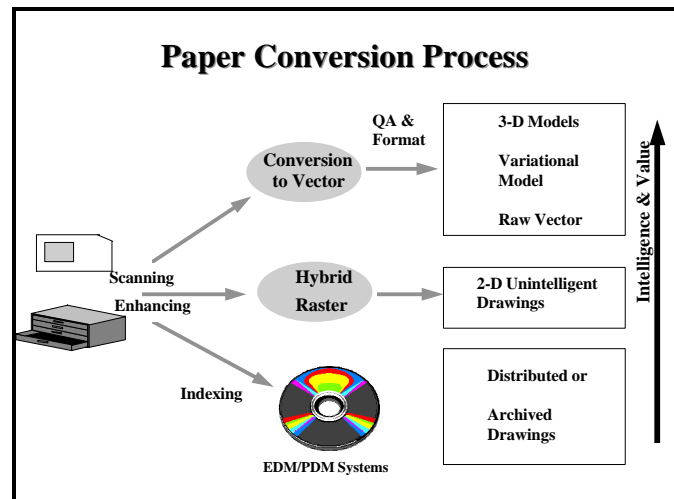 Paper Conversion Process
QA &
Format
Conversion
to Vector
3-D Models
Variational
Model
Raw Vector
Scanning
Enhancing
Hybrid
Raster
2-D Unintelligent
Drawings
Indexing
EDM/PDM Systems
Distributed or
Archived
Drawings
Intelligence & Value